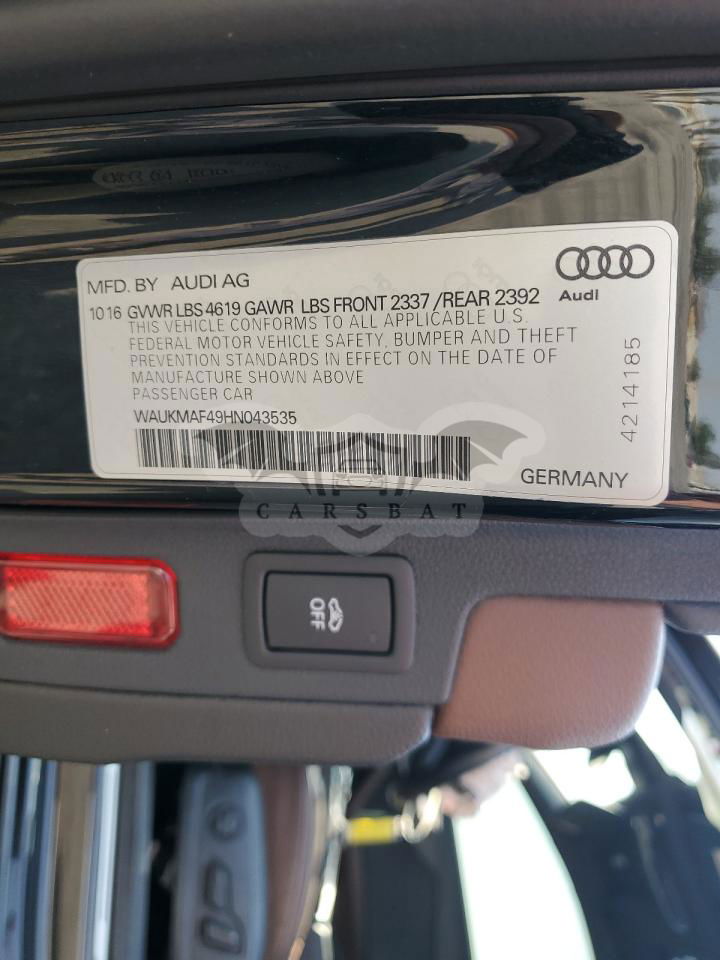 MFD. BY AUDI AG
10 16 GVWR LBS 4619 GAWR LBS FRONT 2337 /REAR 2392
THIS VEHICLE CONFORMS TO ALL APPLICABLE U.S.
FEDERAL MOTOR VEHICLE SAFETY, BUMPER AND THEFT
PREVENTION STANDARDS IN EFFECT ON THE DATE OF
MANUFACTURE SHOWN ABOVE
PASSENGER CAR
WAUKMAF49HN043535
Audi
4214185
GERMANY
CARSBAT
OFF